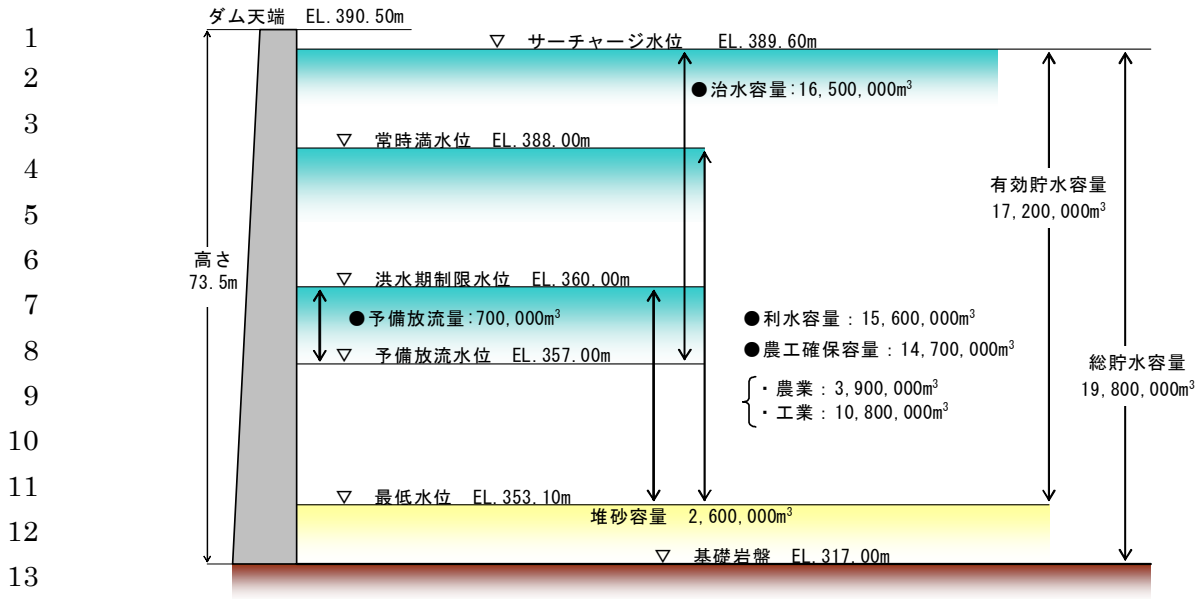 ダム天端 EL.390.50m
1
▽ サーチャージ水位 EL.389.60m
2
●治水容量:16,500,000m³
3
▽ 常時満水位 EL.388.00m
4
有効貯水容量
17,200,000m³
5
6
高さ
73.5m
▽ 洪水期制限水位 EL.360.00m
7
●予備放流量:700,000m³
●利水容量：15,600,000m³
8
▽ 予備放流水位 EL.357.00m
●農工確保容量：14,700,000m³
総貯水容量
19,800,000m³
9
・農業：3,900,000m³
・工業：10,800,000m³
10
11
▽ 最低水位 EL.353.10m
堆砂容量 2,600,000m³
12
▽ 基礎岩盤 EL.317.00m
13